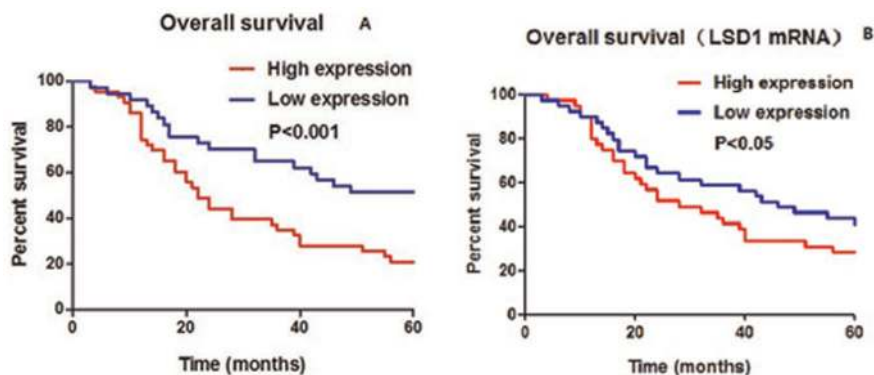 Overall survival A
High expression
Low expression
P<0.001
Percent survival
100
80
60
40
20
0
0 20 40 60
Time (months)
Overall survival（LSD1 mRNA） B
High expression
Low expression
P<0.05
Percent survival
100
80
60
40
20
0
0 20 40 60
Time (months)